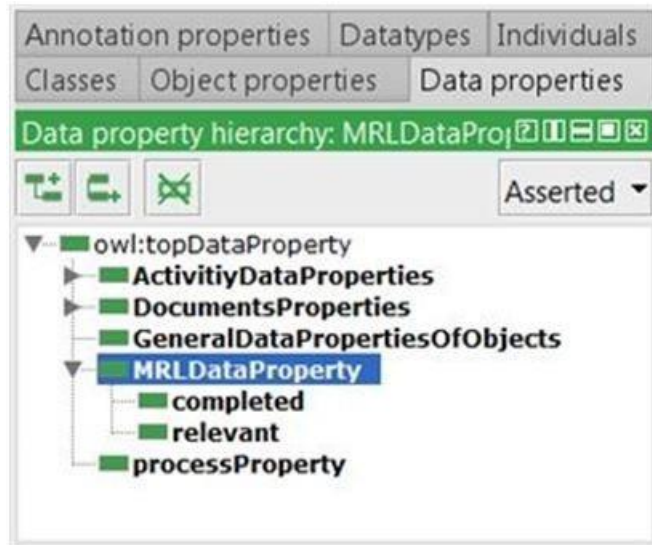 Annotation properties Datatypes Individuals
Classes Object properties Data properties
Data property hierarchy: MRLDataProp
Asserted
owl:topDataProperty
ActivitiyDataProperties
DocumentsProperties
GeneralDataPropertiesOfObjects
MRLDataProperty
completed
relevant
processProperty